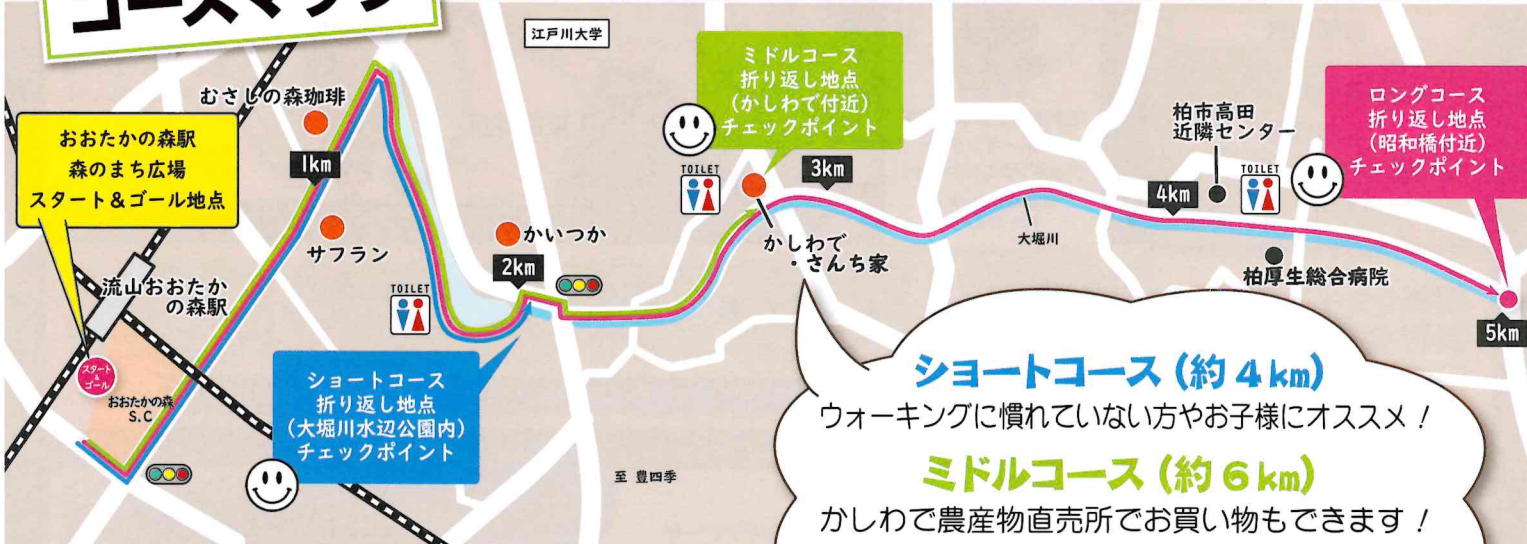 コースマップ
江戸川大学
むさしの森珈琲
おおたかの森駅
森のまち広場
スタート&ゴール地点
1km
サフラン
流山おおたか
の森駅
スタート
&
ゴール
おおたかの森
S.C
TOILET
かいつか
2km
ショートコース
折り返し地点
(大堀川水辺公園内)
チェックポイント
至 豊四季
ミドルコース
折り返し地点
(かしわで付近)
チェックポイント
TOILET
3km
かしわで
・さんち家
大堀川
柏市高田
近隣センター
4km
TOILET
柏厚生総合病院
ロングコース
折り返し地点
(昭和橋付近)
チェックポイント
5km
ショートコース(約4km)
ウォーキングに慣れていない方やお子様にオススメ!
ミドルコース(約6km)
かしわで農産物直売所でお買い物もできます!